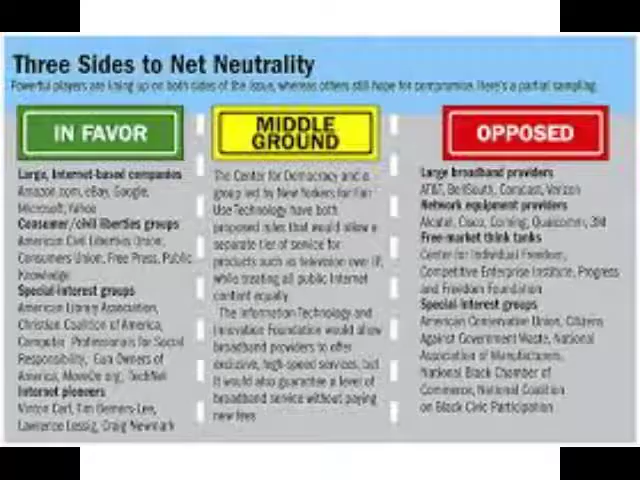 Three Sides to Net Neutrality
Powerful players are lining up on both sides of the issue, whereas others still hope for compromise. Here's a partial sampling.
IN FAVOR
Large, Internet-based companies
Amazon.com, eBay, Google,
Microsoft, Yahoo
Consumer/civil liberties groups
American Civil Liberties Union,
Consumers Union, Free Press, Public
Knowledge
Special-interest groups
American Library Association,
Christian Coalition of America,
Computer Professionals for Social
Responsibility, Gun Owners of
America, MoveOn.org, TechNet
Internet pioneers
Vinton Cerf, Tim Berners-Lee,
Lawrence Lessig, Craig Newmark
MIDDLE
GROUND
The Center for Democracy and a
group led by New Yorkers for Fair
Use Technology have both
proposed rules that would allow a
separate tier of service for
products such as television over IP,
while treating all public Internet
content equally.
The Information Technology and
Innovation Foundation would allow
broadband providers to offer
exclusive, high-speed services, but
it would also guarantee a level of
broadband service without paying
new fees
OPPOSED
Large broadband providers
AT&T, BellSouth, Comcast, Verizon
Network equipment providers
Alcatel, Cisco, Corning, Qualcomm, 3M
Free-market think tanks
Center for Individual Freedom,
Competitive Enterprise Institute, Progress
and Freedom Foundation
Special-interest groups
American Conservative Union, Citizens
Against Government Waste, National
Association of Manufacturers,
National Black Chamber of
Commerce, National Coalition
on Black Civic Participation